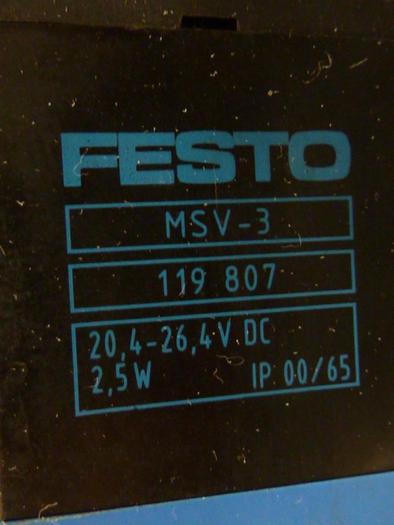 FESTO
MSV-3
119 807
20,4-26,4V DC
2,5W IP 00/65